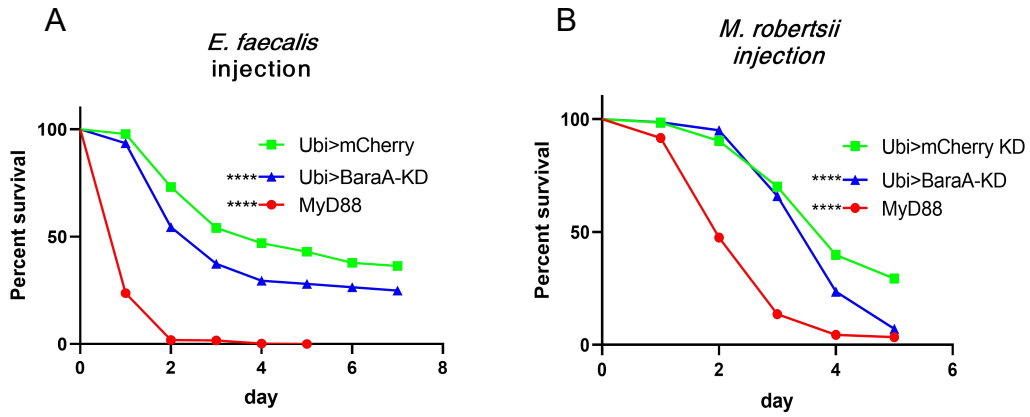 A
E. faecalis
injection
Percent survival
100
50
0
0
2
4
6
8
day
Ubi>mCherry
**** Ubi>BaraA-KD
**** MyD88
B
M. robertsii
injection
Percent survival
100
50
0
0
2
4
6
day
Ubi>mCherry KD
**** Ubi>BaraA-KD
**** MyD88